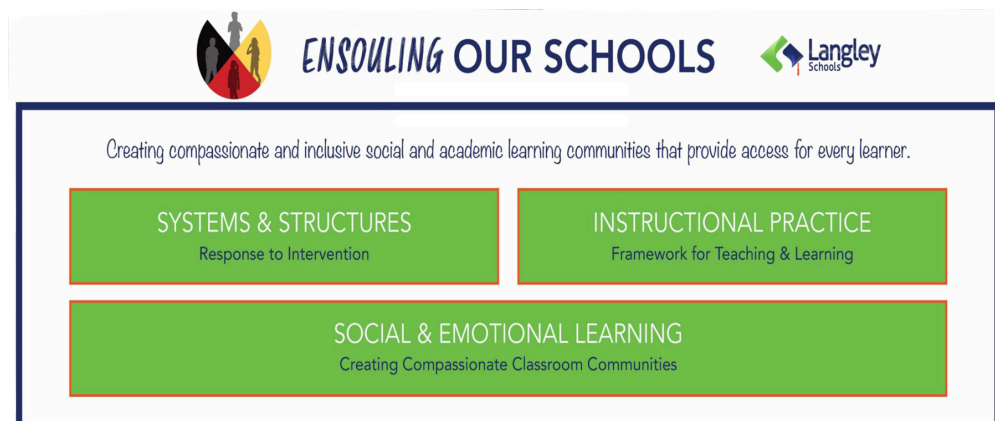 ENSOULING OUR SCHOOLS
Langley
Schools
Creating compassionate and inclusive social and academic learning communities that provide access for every learner.
SYSTEMS & STRUCTURES
Response to Intervention
INSTRUCTIONAL PRACTICE
Framework for Teaching & Learning
SOCIAL & EMOTIONAL LEARNING
Creating Compassionate Classroom Communities